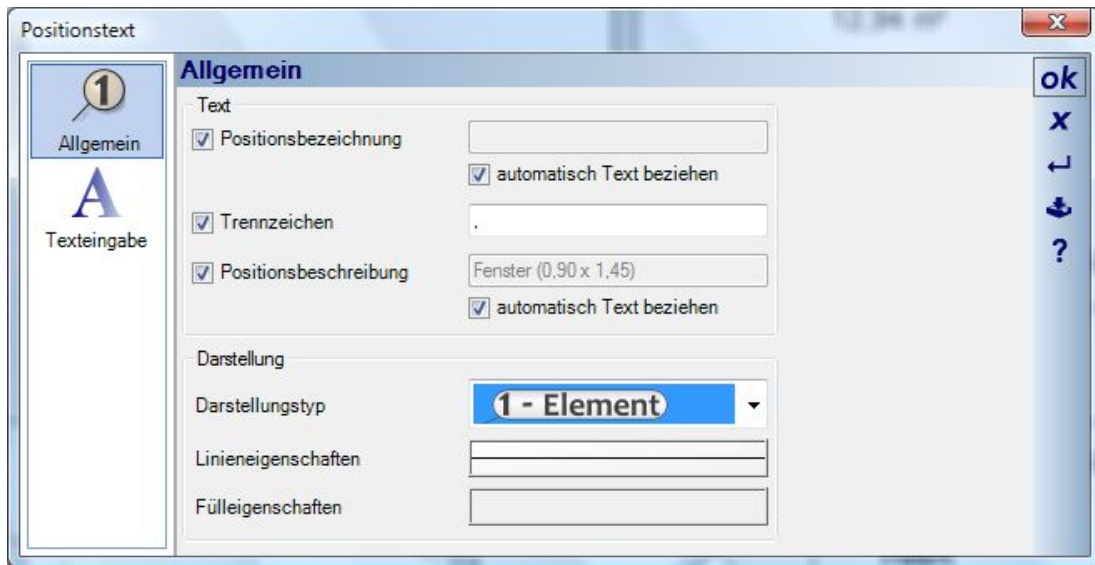 Positionstext
Allgemein
Texteingabe
Allgemein
Text
Positionsbezeichnung
automatisch Text beziehen
Trennzeichen
.
Positionsbeschreibung
Fenster (0,90 x 1,45)
automatisch Text beziehen
Darstellung
Darstellungstyp
1 - Element
Linieneigenschaften
Fülleigenschaften
ok
x
?
1
A